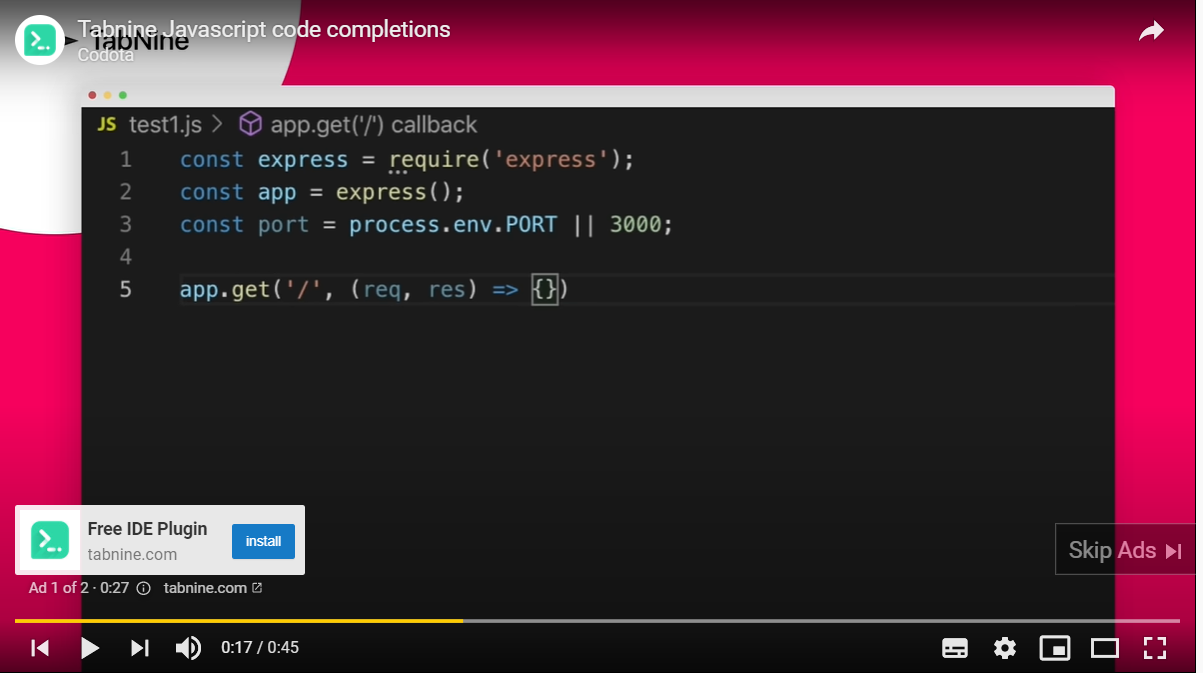 Tabnine Javascript code completions
TabNine
Codota
JS test1.js > app.get('/') callback
1 const express = require('express');
2 const app = express();
3 const port = process.env.PORT || 3000;
4
5 app.get('/', (req, res) => {})
Free IDE Plugin
tabnine.com
install
Skip Ads
Ad 1 of 2 · 0:27 tabnine.com
0:17 / 0:45